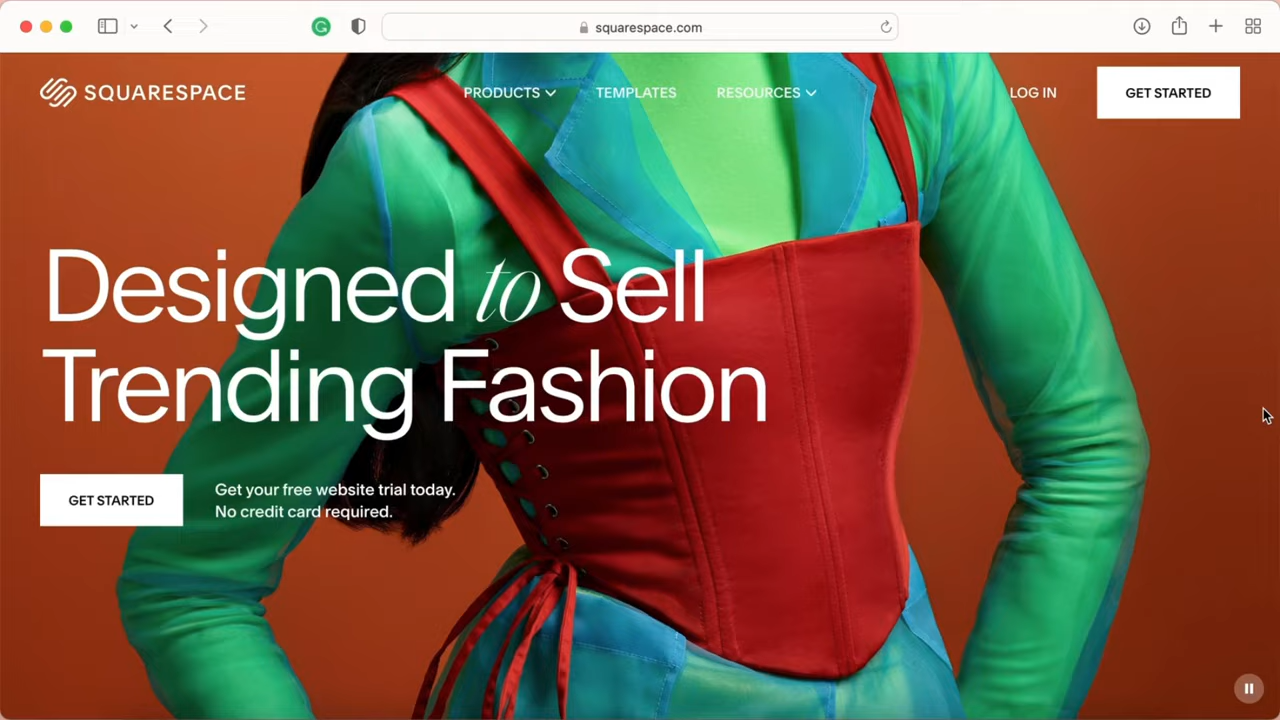 squarespace.com
SQUARESPACE
PRODUCTS
TEMPLATES
RESOURCES
LOG IN
GET STARTED
Designed to Sell
Trending Fashion
GET STARTED
Get your free website trial today.
No credit card required.